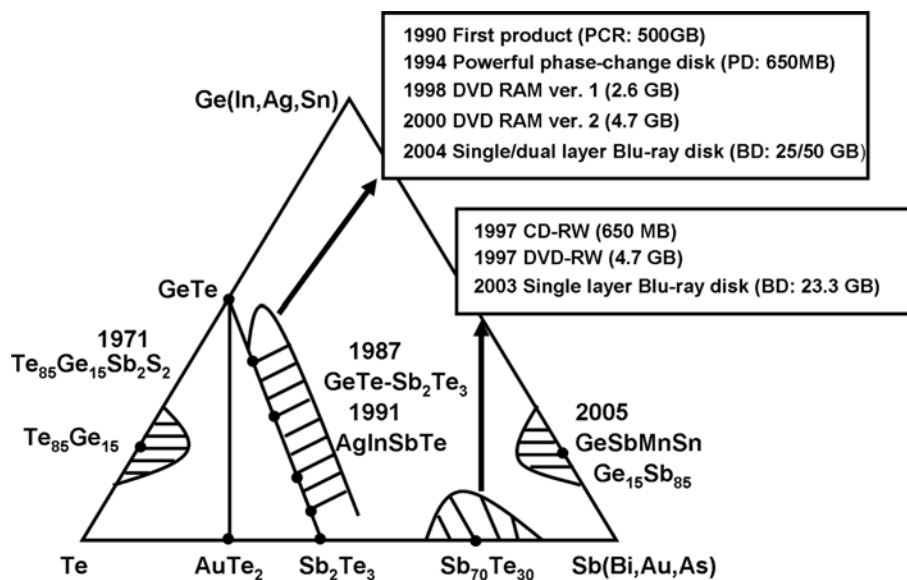 1990 First product (PCR: 500GB)
1994 Powerful phase-change disk (PD: 650MB)
1998 DVD RAM ver. 1 (2.6 GB)
2000 DVD RAM ver. 2 (4.7 GB)
2004 Single/dual layer Blu-ray disk (BD: 25/50 GB)
Ge(In,Ag,Sn)
1997 CD-RW (650 MB)
1997 DVD-RW (4.7 GB)
2003 Single layer Blu-ray disk (BD: 23.3 GB)
GeTe
1971
Te₈₅Ge₁₅Sb₂S₂
1987
GeTe-Sb₂Te₃
1991
AgInSbTe
2005
GeSbMnSn
Ge₁₅Sb₈₅
Te₈₅Ge₁₅
Te
AuTe₂
Sb₂Te₃
Sb₇₀Te₃₀
Sb(Bi,Au,As)